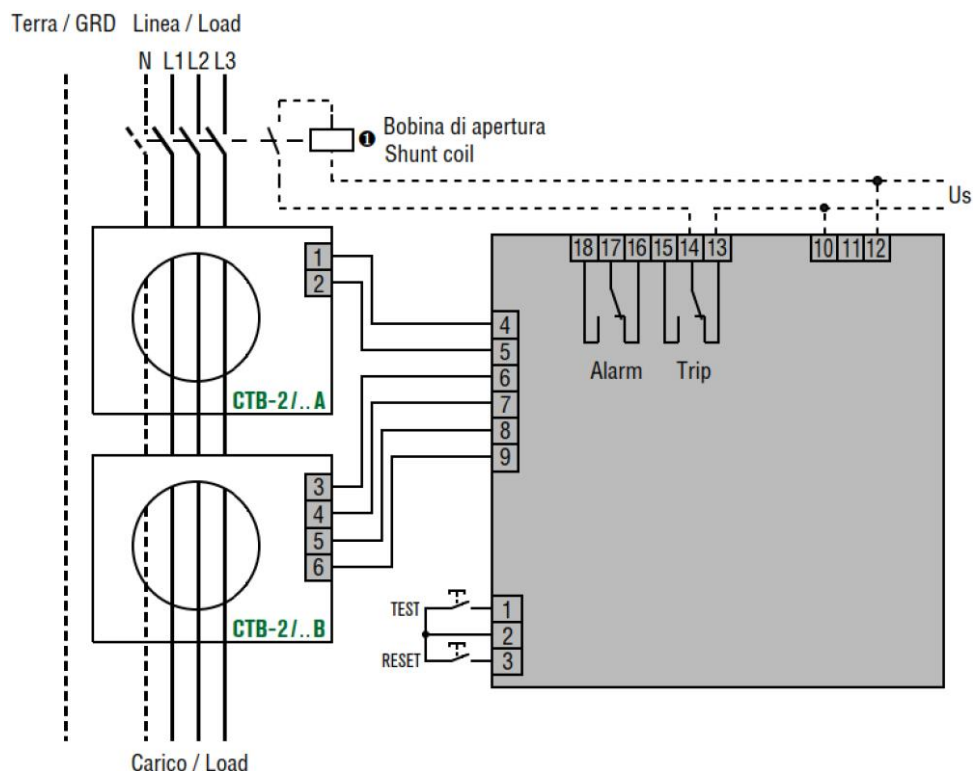 Terra / GRD Linea / Load
N L1 L2 L3
❶ Bobina di apertura
Shunt coil
Us
18 17 16 15 14 13 10 11 12
Alarm Trip
1
2
CTB-2/..A
4
5
6
7
8
9
3
4
5
6
CTB-2/..B
TEST
RESET
1
2
3
Carico / Load